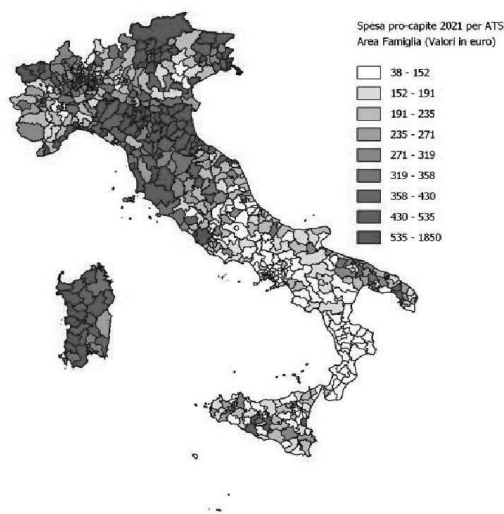 Spesa pro-capite 2021 per ATS
Area Famiglia (Valori in euro)
38 - 152
152 - 191
191 - 235
235 - 271
271 - 319
319 - 358
358 - 430
430 - 535
535 - 1850